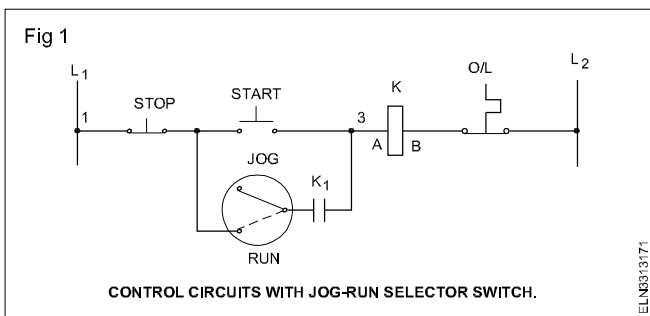 Fig 1
L1
L2
O/L
K
START
STOP
1
3
A
B
JOG
K1
RUN
CONTROL CIRCUITS WITH JOG-RUN SELECTOR SWITCH.
ELN3313171